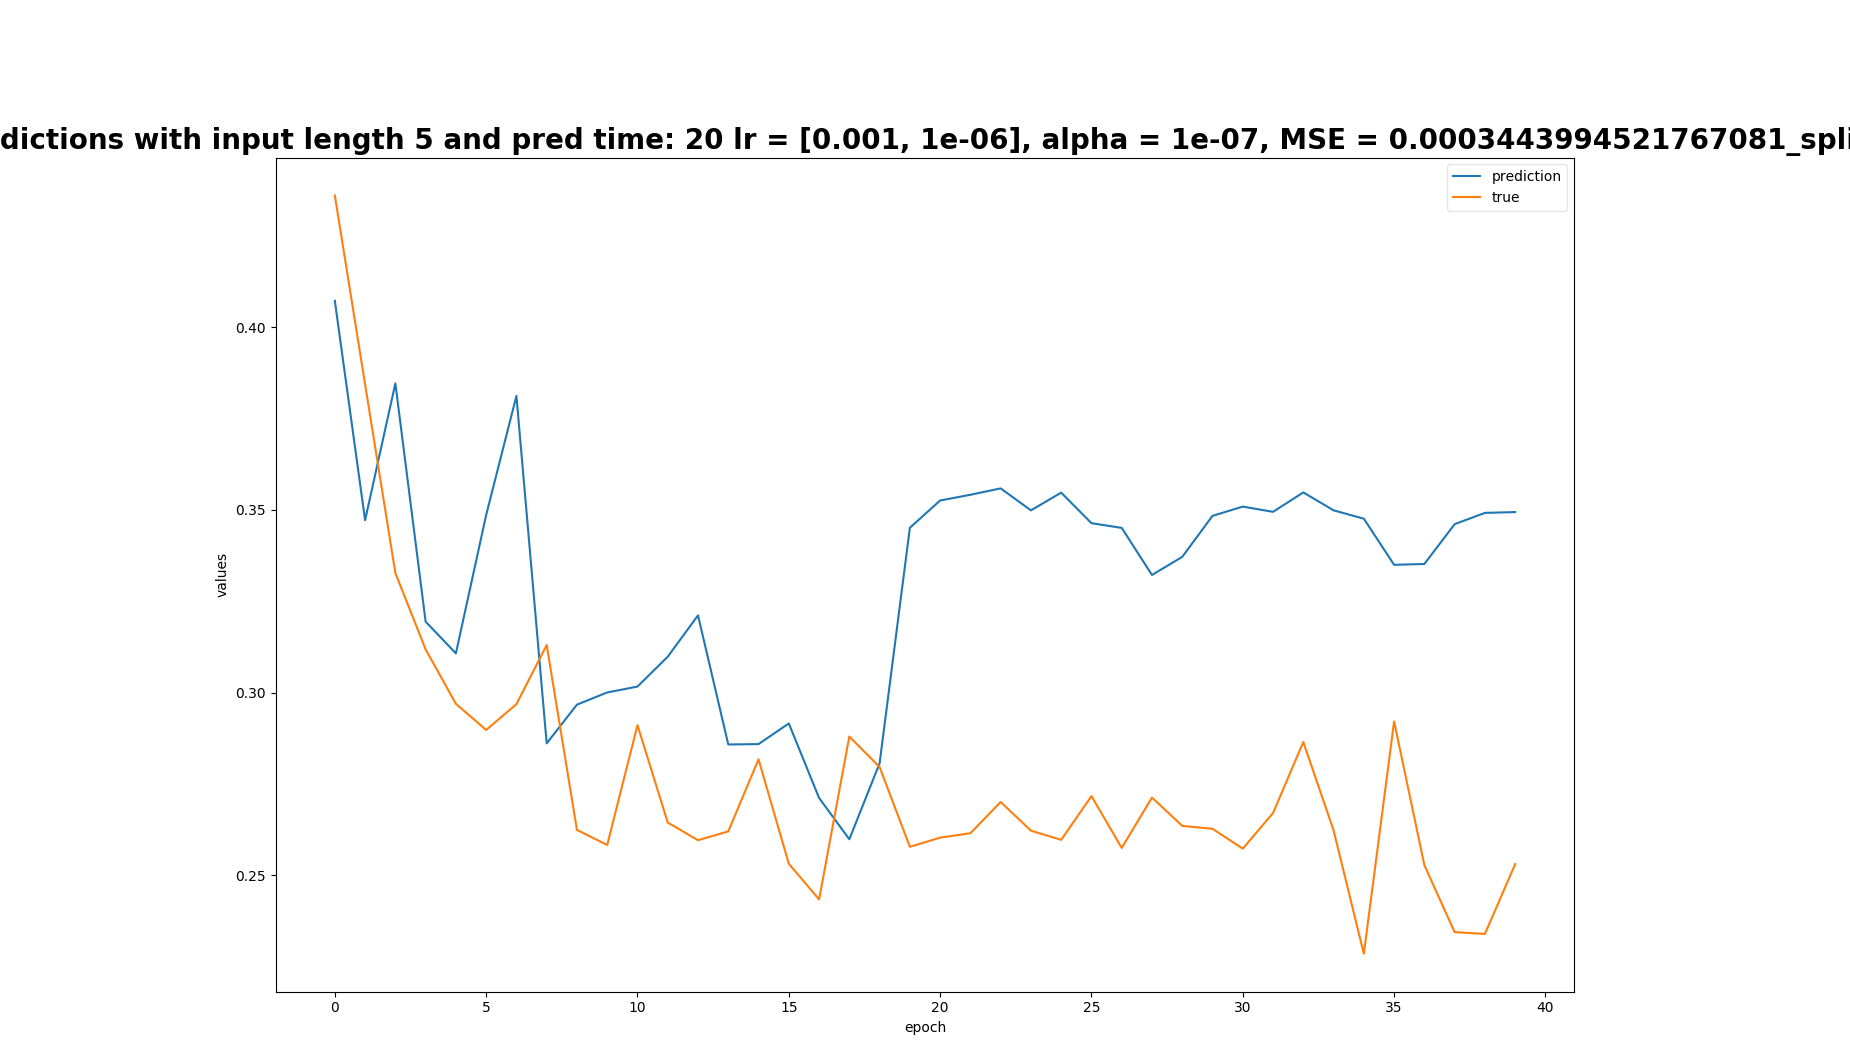 dictions with input length 5 and pred time: 20 lr = [0.001, 1e-06], alpha = 1e-07, MSE = 0.0003443994521767081_spli
prediction
true
0.40
0.35
0.30
0.25
values
0 5 10 15 20 25 30 35 40
epoch